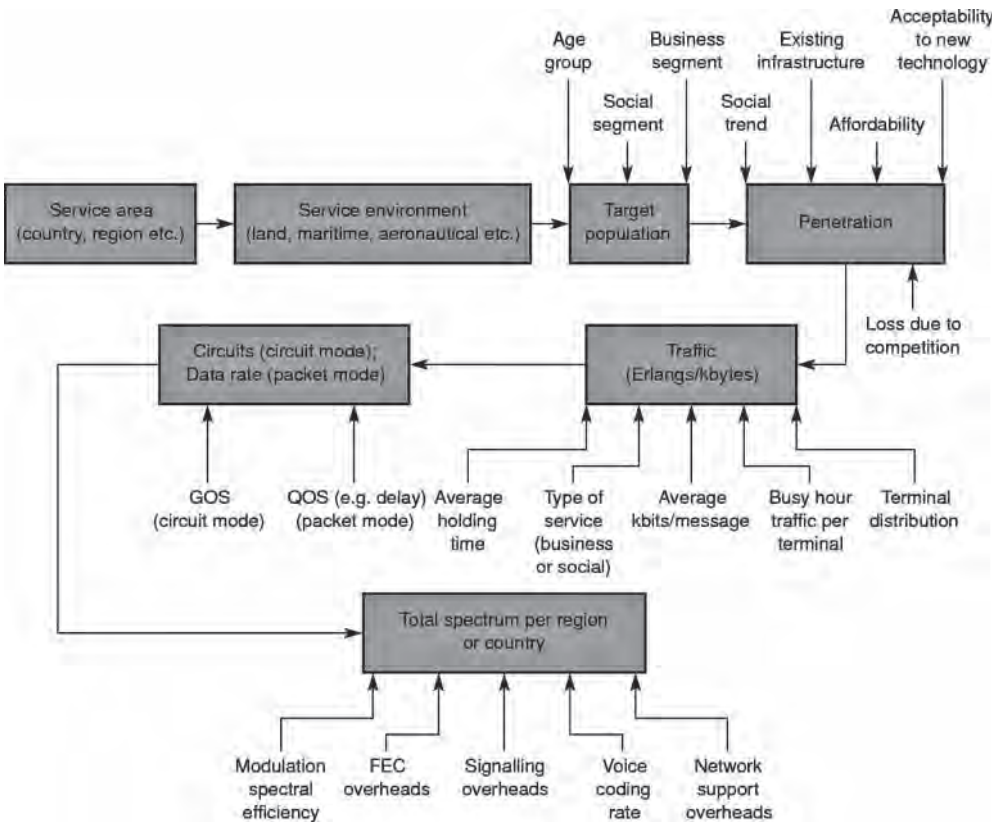 Age
group
Business
segment
Existing
infrastructure
Acceptability
to new
technology
Social
segment
Social
trend
Affordability
Service area
(country, region etc.)
Service environment
(land, maritime, aeronautical etc.)
Target
population
Penetration
Loss due to
competition
Circuits (circuit mode);
Data rate (packet mode)
Traffic
(Erlangs/kbytes)
GOS
(circuit mode)
QOS (e.g. delay)
(packet mode)
Average
holding
time
Type of
service
(business
or social)
Average
kbits/message
Busy hour
traffic per
terminal
Terminal
distribution
Total spectrum per region
or country
Modulation
spectral
efficiency
FEC
overheads
Signalling
overheads
Voice
coding
rate
Network
support
overheads